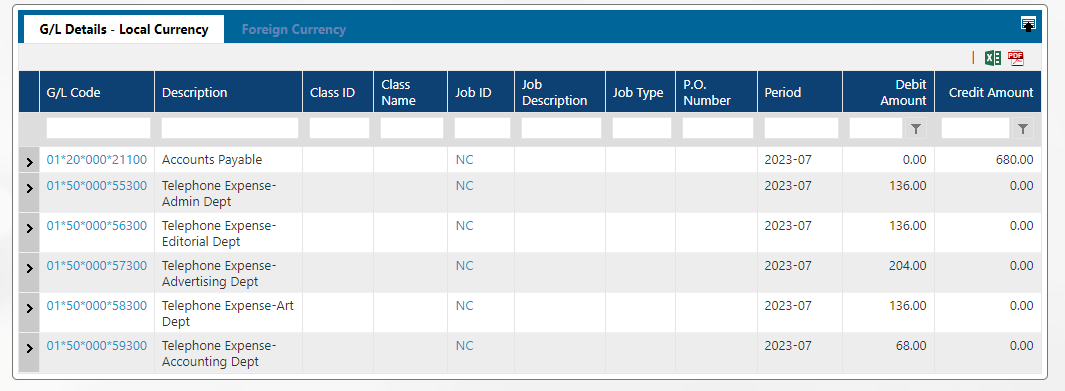 G/L Details - Local Currency Foreign Currency
PDF
G/L Code Description Class ID Class Name Job ID Job Description Job Type P.O. Number Period Debit Amount Credit Amount
01*20*000*21100 Accounts Payable NC 2023-07 0.00 680.00
01*50*000*55300 Telephone Expense- NC 2023-07 136.00 0.00
Admin Dept
01*50*000*56300 Telephone Expense- NC 2023-07 136.00 0.00
Editorial Dept
01*50*000*57300 Telephone Expense- NC 2023-07 204.00 0.00
Advertising Dept
01*50*000*58300 Telephone Expense-Art NC 2023-07 136.00 0.00
Dept
01*50*000*59300 Telephone Expense- NC 2023-07 68.00 0.00
Accounting Dept